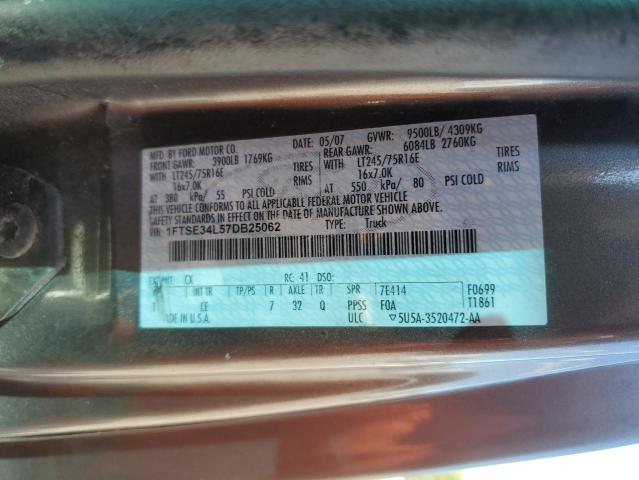 MFD. BY FORD MOTOR CO.
DATE: 05/07 GVWR: 9500LB/ 4309KG
FRONT GAWR: 3900LB 1769KG REAR GAWR: 6084LB 2760KG
WITH LT245/75R16E TIRES WITH LT245/75R16E TIRES
16x7.0K RIMS 16x7.0K RIMS
AT 380 kPa/ 55 PSI COLD AT 550 kPa/ 80 PSI COLD
THIS VEHICLE CONFORMS TO ALL APPLICABLE FEDERAL MOTOR VEHICLE
SAFETY STANDARDS IN EFFECT ON THE DATE OF MANUFACTURE SHOWN ABOVE.
VIN: 1FTSE34L57DB25062 TYPE: Truck
EXT CX RC: 41 DSO:
INT TR TP/PS R AXLE TR SPR 7E414 F0699
CE 7 32 Q PPSS FOA T1861
MADE IN U.S.A. ULC ▽5U5A-3520472-AA